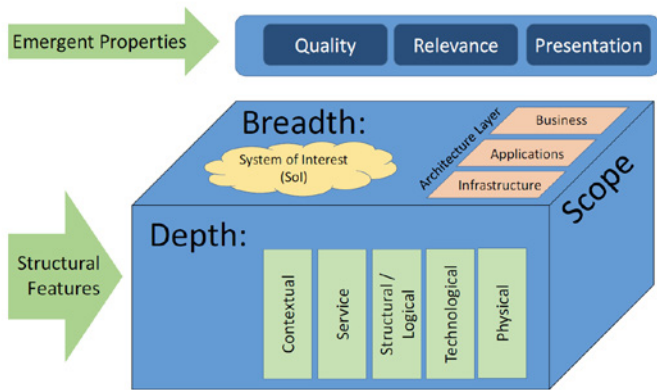 Emergent Properties
Quality
Relevance
Presentation
Breadth:
System of Interest
(SoI)
Architecture Layer
Business
Applications
Infrastructure
Scope
Structural
Features
Depth:
Contextual
Service
Structural /
Logical
Technological
Physical